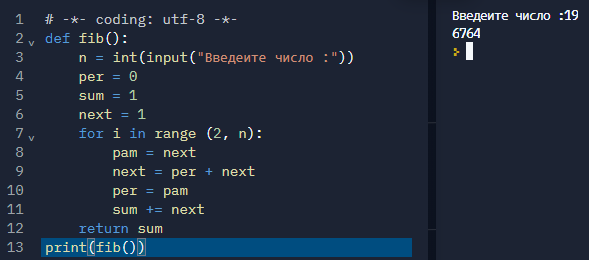 1 # -*- coding: utf-8 -*-
2 def fib():
3     n = int(input("Введеите число :"))
4     per = 0
5     sum = 1
6     next = 1
7     for i in range (2, n):
8         pam = next
9         next = per + next
10         per = pam
11         sum += next
12     return sum
13 print(fib())
Введеите число :19
6764